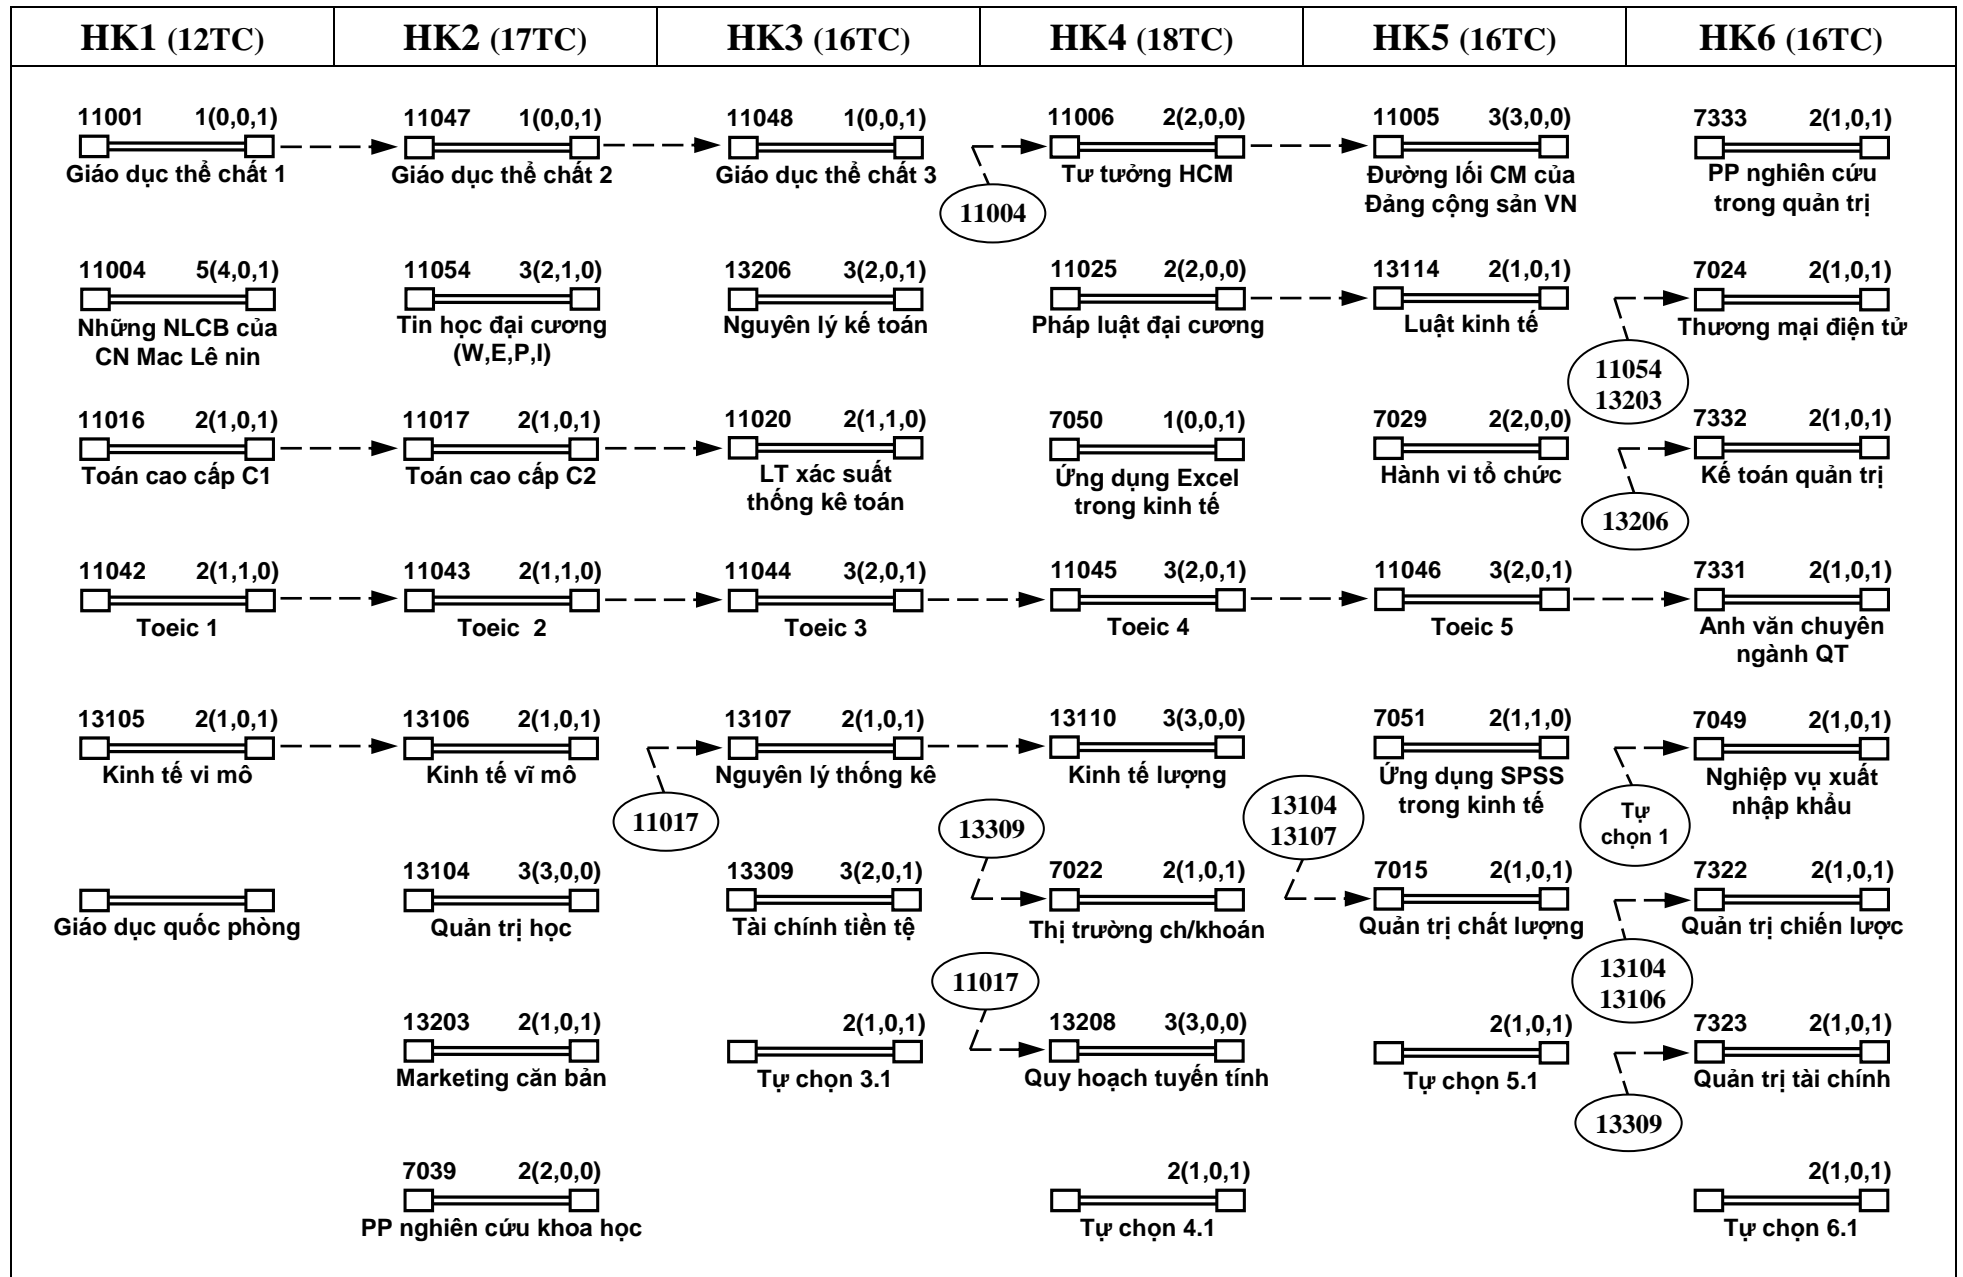 HK1 (12TC) HK2 (17TC) HK3 (16TC) HK4 (18TC) HK5 (16TC) HK6 (16TC)
11001 1(0,0,1) 11047 1(0,0,1) 11048 1(0,0,1) 11006 2(2,0,0) 11005 3(3,0,0) 7333 2(1,0,1)
Giáo dục thể chất 1 Giáo dục thể chất 2 Giáo dục thể chất 3 Tư tưởng HCM Đường lối CM của PP nghiên cứu
11004 Đảng cộng sản VN trong quản trị
11004 5(4,0,1) 11054 3(2,1,0) 13206 3(2,0,1) 11025 2(2,0,0) 13114 2(1,0,1) 7024 2(1,0,1)
Những NLCB của Tin học đại cương Nguyên lý kế toán Pháp luật đại cương Luật kinh tế Thương mại điện tử
CN Mac Lê nin (W,E,P,I)
11054
13203
11016 2(1,0,1) 11017 2(1,0,1) 11020 2(1,1,0) 7050 1(0,0,1) 7029 2(2,0,0) 7332 2(1,0,1)
Toán cao cấp C1 Toán cao cấp C2 LT xác suất Ứng dụng Excel Hành vi tổ chức Kế toán quản trị
thống kê toán trong kinh tế
13206
11042 2(1,1,0) 11043 2(1,1,0) 11044 3(2,0,1) 11045 3(2,0,1) 11046 3(2,0,1) 7331 2(1,0,1)
Toeic 1 Toeic 2 Toeic 3 Toeic 4 Toeic 5 Anh văn chuyên
ngành QT
13105 2(1,0,1) 13106 2(1,0,1) 13107 2(1,0,1) 13110 3(3,0,0) 7051 2(1,1,0) 7049 2(1,0,1)
Kinh tế vi mô Kinh tế vĩ mô Nguyên lý thống kê Kinh tế lượng Ứng dụng SPSS Nghiệp vụ xuất
trong kinh tế nhập khẩu
11017 13309 13104 Tự
13107 chọn 1
13104 3(3,0,0) 13309 3(2,0,1) 7022 2(1,0,1) 7015 2(1,0,1) 7322 2(1,0,1)
Giáo dục quốc phòng Quản trị học Tài chính tiền tệ Thị trường ch/khoán Quản trị chất lượng Quản trị chiến lược
11017 13104
13106
13203 2(1,0,1) 2(1,0,1) 13208 3(3,0,0) 2(1,0,1) 7323 2(1,0,1)
Marketing căn bản Tự chọn 3.1 Quy hoạch tuyến tính Tự chọn 5.1 Quản trị tài chính
13309
7039 2(2,0,0) 2(1,0,1) 2(1,0,1)
PP nghiên cứu khoa học Tự chọn 4.1 Tự chọn 6.1